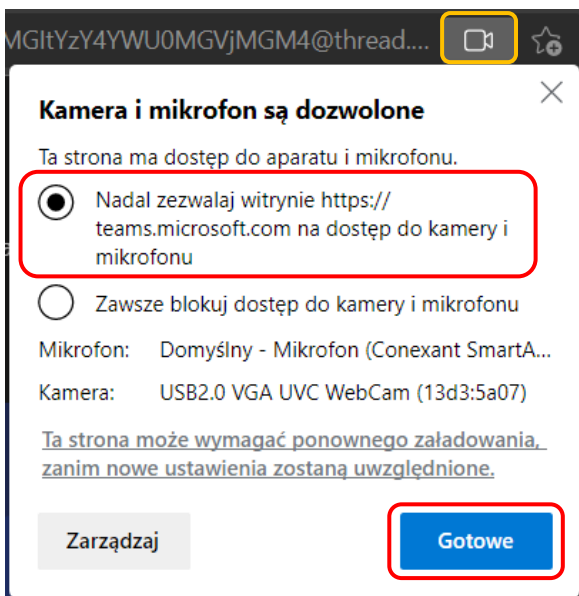 MGItYzY4YWU0MGVjMGM4@thread....
Kamera i mikrofon są dozwolone
Ta strona ma dostęp do aparatu i mikrofonu.
Nadal zezwalaj witrynie https://
teams.microsoft.com na dostęp do kamery i
mikrofonu
Zawsze blokuj dostęp do kamery i mikrofonu
Mikrofon: Domyślny - Mikrofon (Conexant SmartA...
Kamera: USB2.0 VGA UVC WebCam (13d3:5a07)
Ta strona może wymagać ponownego załadowania,
zanim nowe ustawienia zostaną uwzględnione.
Zarządzaj Gotowe